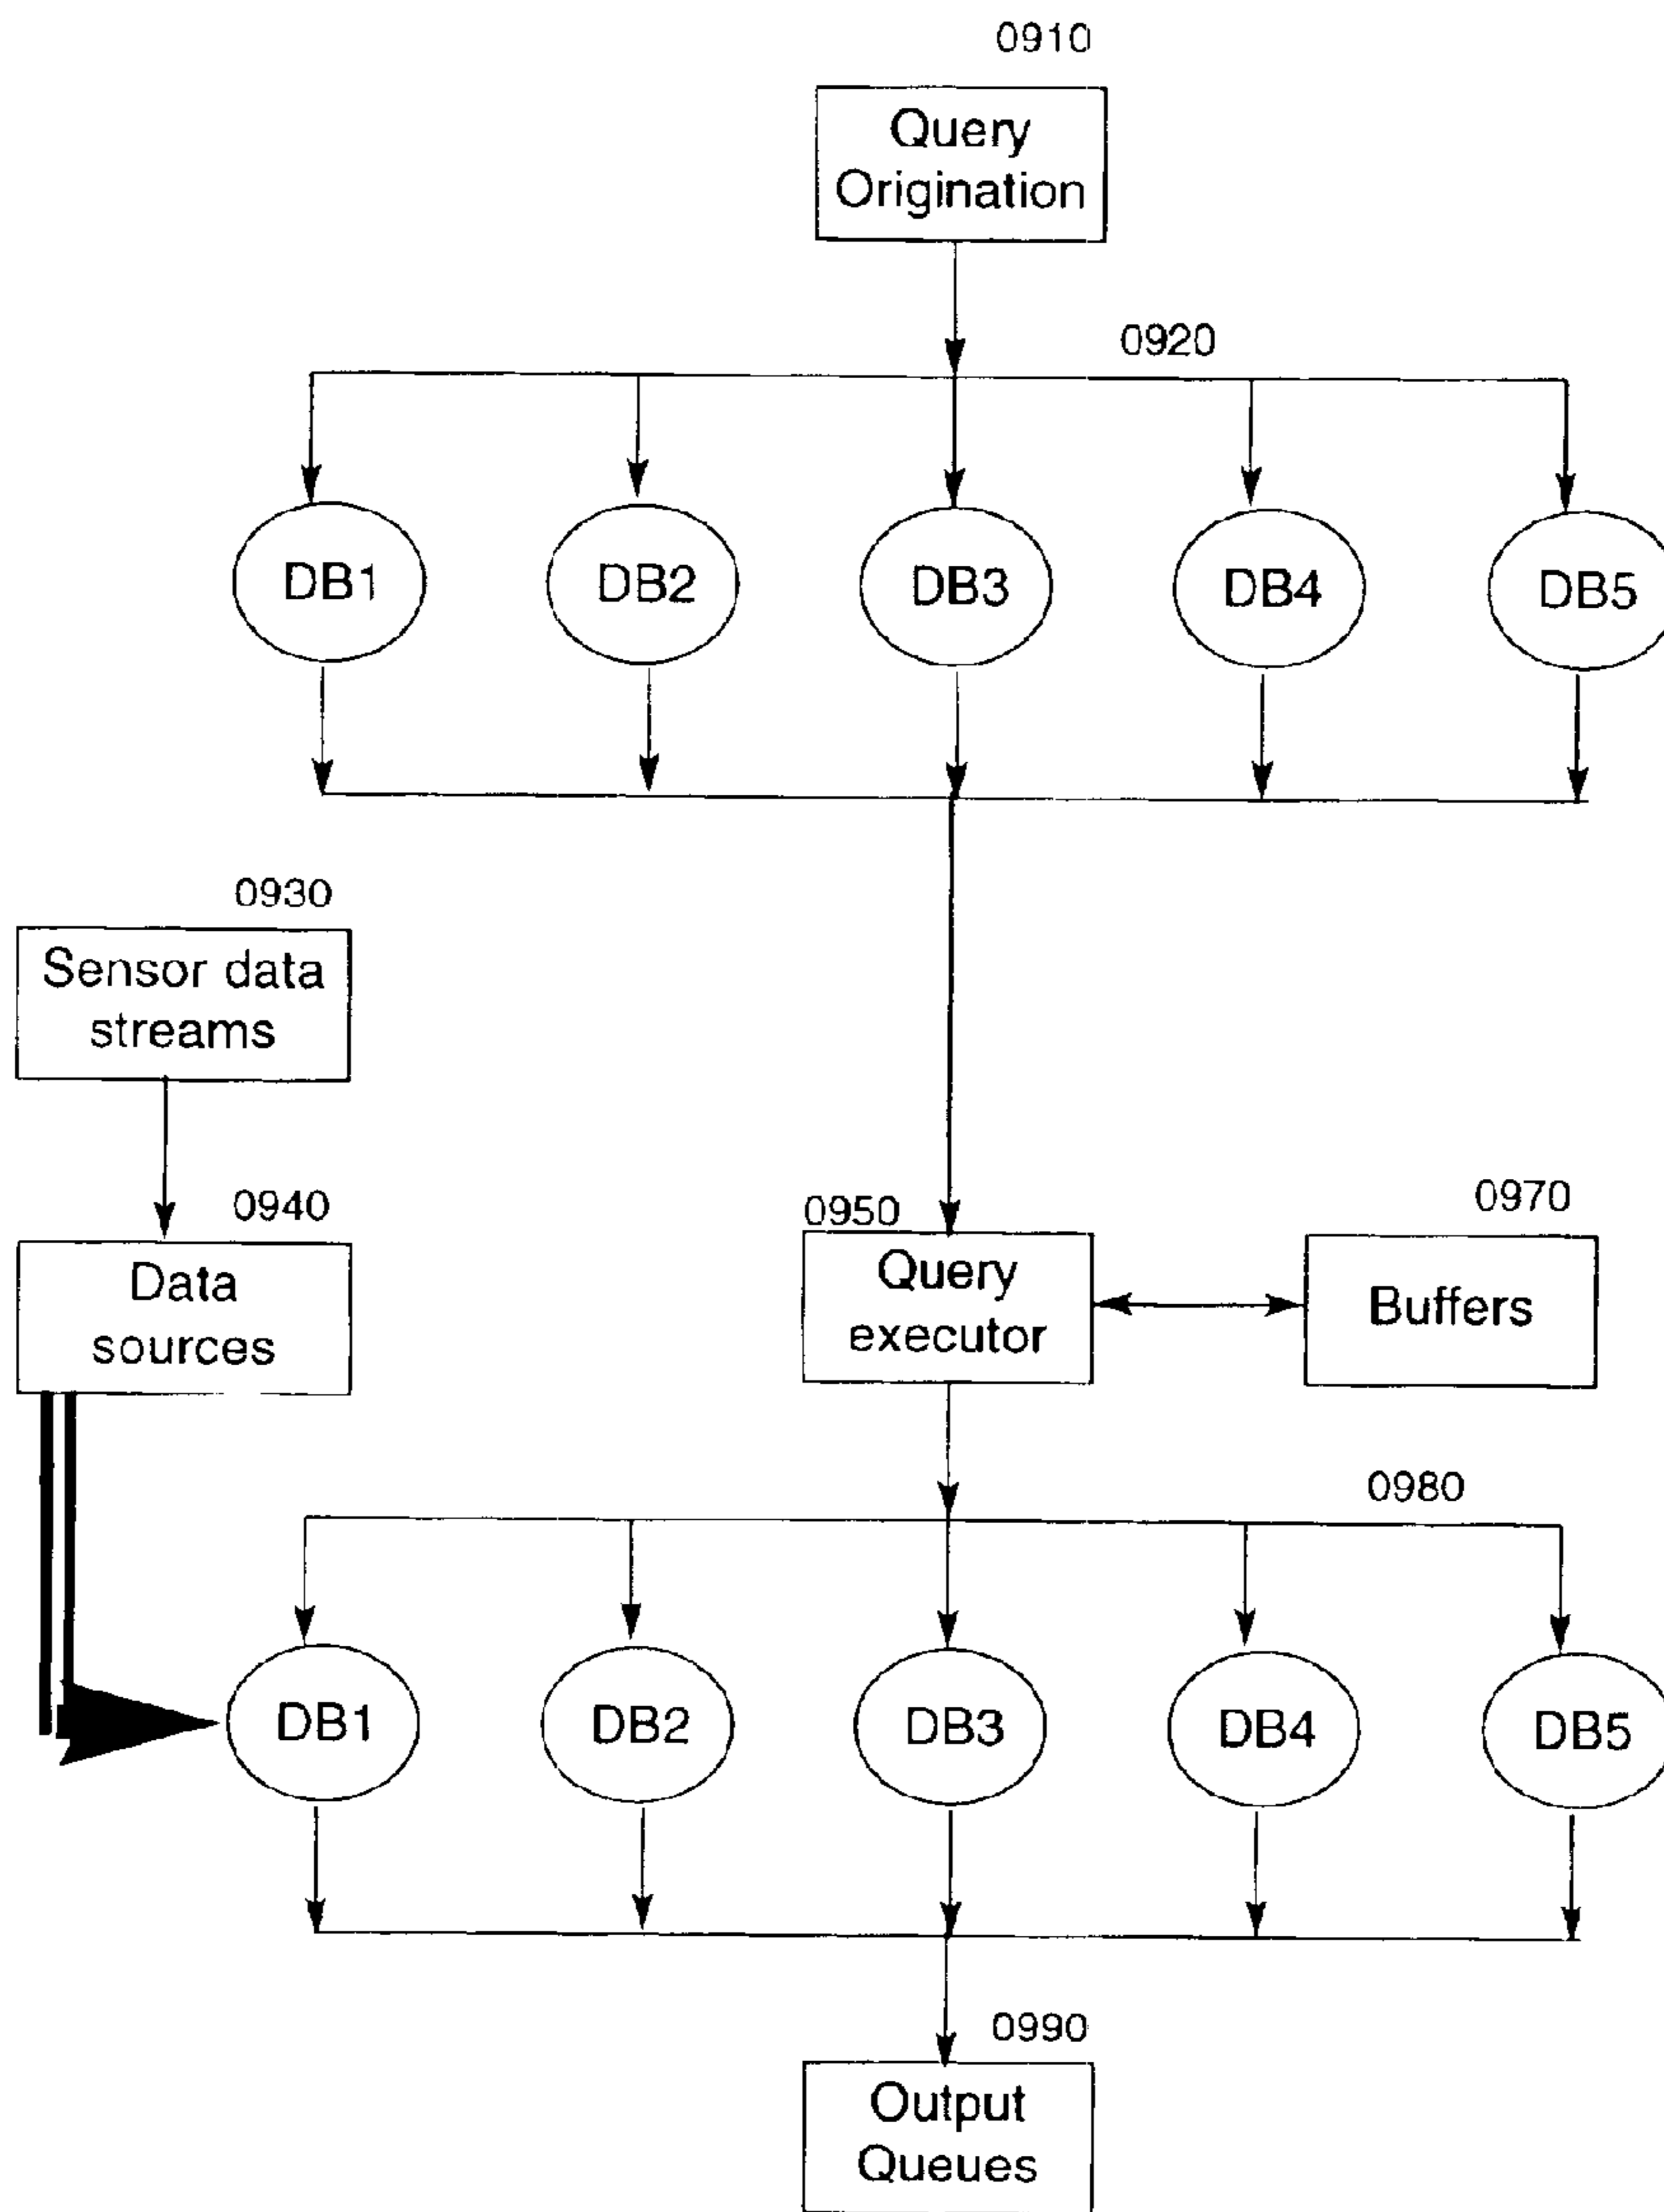 0910
Query
Origination
0920
DB1 DB2 DB3 DB4 DB5
0930
Sensor data
streams
0940
Data
sources
0950
Query
executor
0970
Buffers
0980
DB1 DB2 DB3 DB4 DB5
0990
Output
Queues